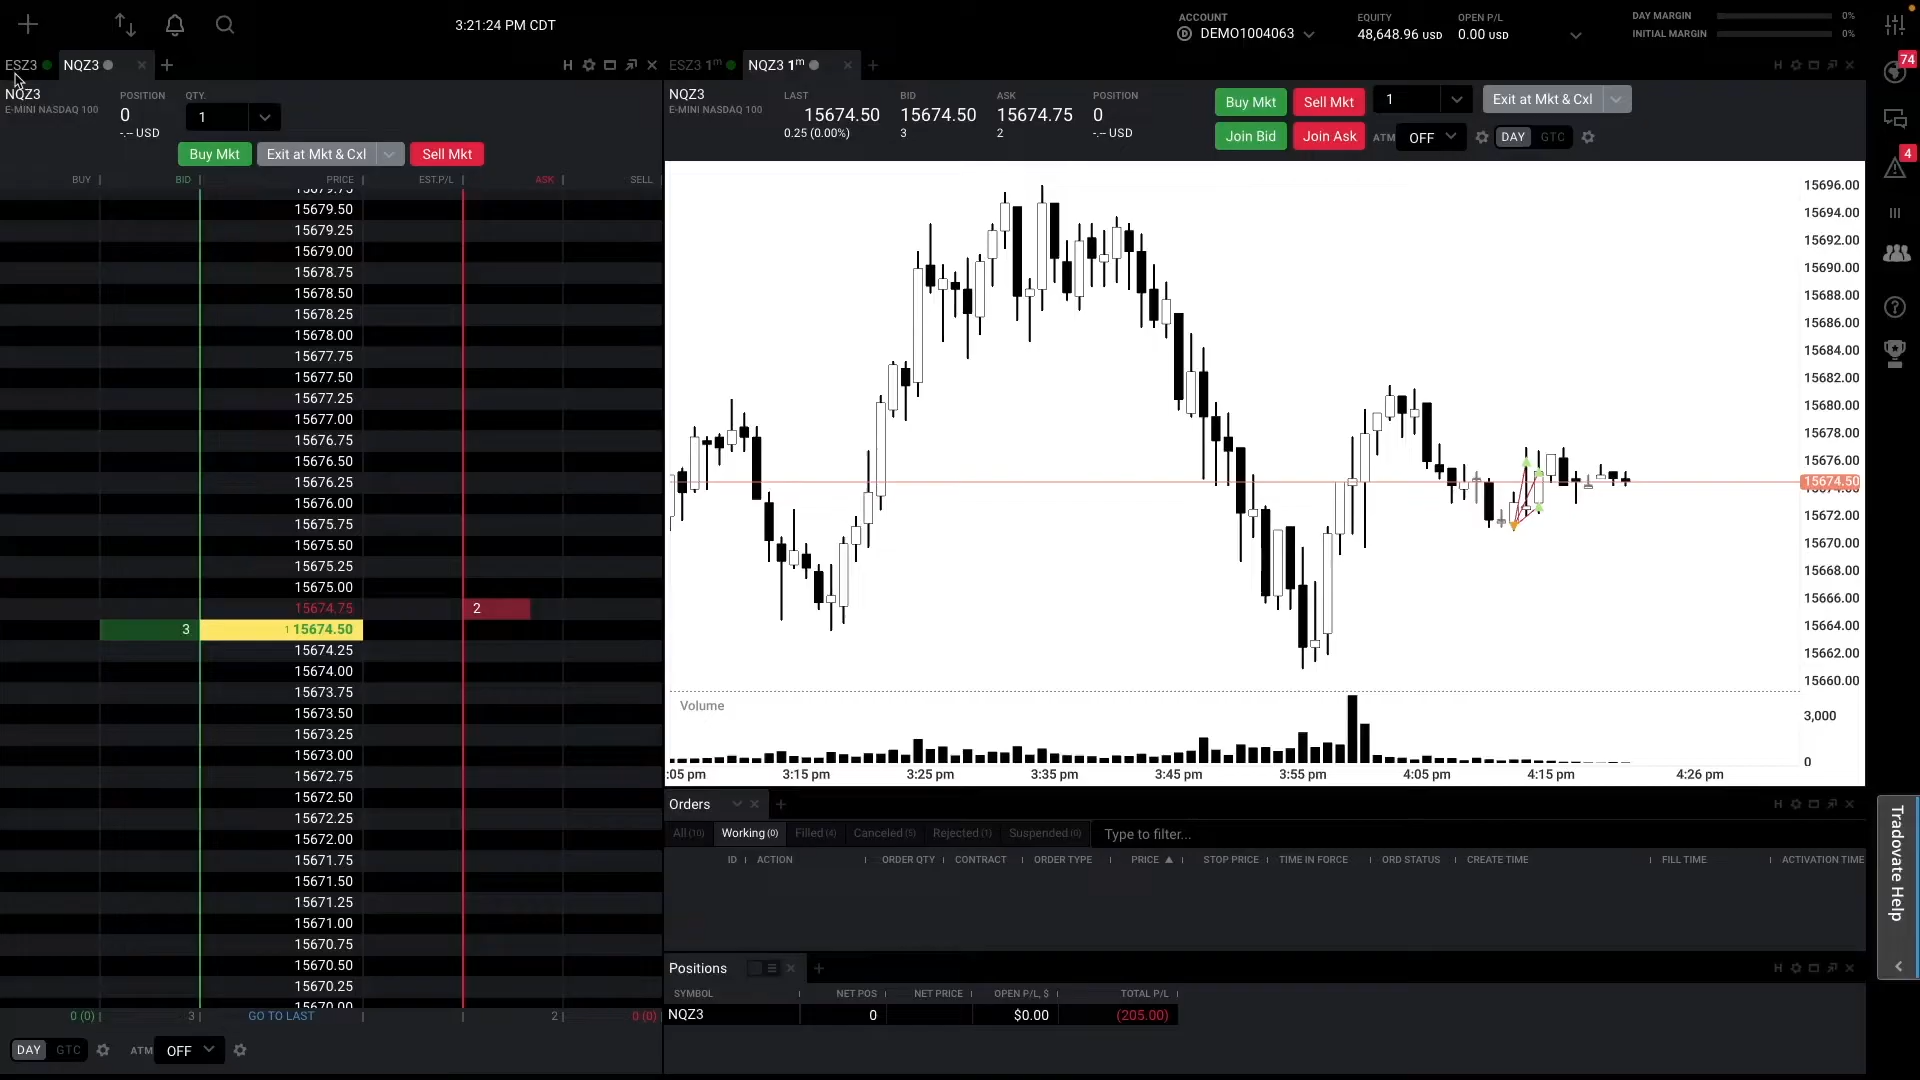 3:21:24 PM CDT
ACCOUNT
DEMO1004063
EQUITY
48,648.96 USD
OPEN P/L
0.00 USD
DAY MARGIN 0%
INITIAL MARGIN 0%
74
4
ESZ3
NQZ3
H
NQZ3
E-MINI NASDAQ 100
POSITION
0
-.-- USD
QTY.
1
Buy Mkt
Exit at Mkt & Cxl
Sell Mkt
BUY BID PRICE EST.P/L ASK SELL
15679.75
15679.50
15679.25
15679.00
15678.75
15678.50
15678.25
15678.00
15677.75
15677.50
15677.25
15677.00
15676.75
15676.50
15676.25
15676.00
15675.75
15675.50
15675.25
15675.00
15674.75 2
3 1 15674.50
15674.25
15674.00
15673.75
15673.50
15673.25
15673.00
15672.75
15672.50
15672.25
15672.00
15671.75
15671.50
15671.25
15671.00
15670.75
15670.50
15670.25
15670.00
0 (0) 3 GO TO LAST 2 0 (0)
DAY GTC ATM OFF
ESZ3 1m
NQZ3 1m
H
NQZ3
E-MINI NASDAQ 100
LAST
15674.50
0.25 (0.00%)
BID
15674.50
3
ASK
15674.75
2
POSITION
0
-.-- USD
Buy Mkt
Sell Mkt
1
Exit at Mkt & Cxl
Join Bid
Join Ask
ATM OFF
DAY GTC
15696.00
15694.00
15692.00
15690.00
15688.00
15686.00
15684.00
15682.00
15680.00
15678.00
15676.00
15674.50
15672.00
15670.00
15668.00
15666.00
15664.00
15662.00
15660.00
Volume
3,000
0
:05 pm 3:15 pm 3:25 pm 3:35 pm 3:45 pm 3:55 pm 4:05 pm 4:15 pm 4:26 pm
Orders
H
All (10) Working (0) Filled (4) Canceled (5) Rejected (1) Suspended (0) Type to filter...
ID ACTION ORDER QTY CONTRACT ORDER TYPE PRICE STOP PRICE TIME IN FORCE ORD STATUS CREATE TIME FILL TIME ACTIVATION TIME
Positions
H
SYMBOL NET POS NET PRICE OPEN P/L, $ TOTAL P/L
NQZ3 0 $0.00 (205.00)
Tradovate Help